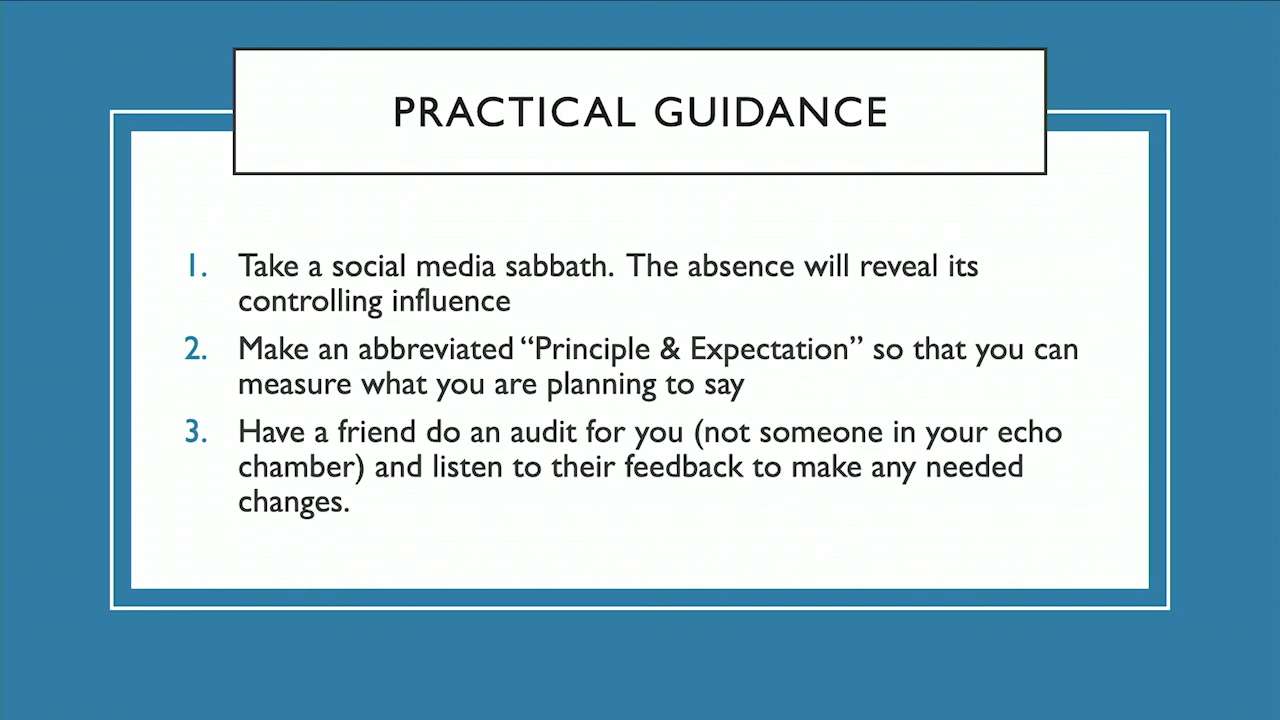 PRACTICAL GUIDANCE
1. Take a social media sabbath. The absence will reveal its
controlling influence
2. Make an abbreviated “Principle & Expectation” so that you can
measure what you are planning to say
3. Have a friend do an audit for you (not someone in your echo
chamber) and listen to their feedback to make any needed
changes.